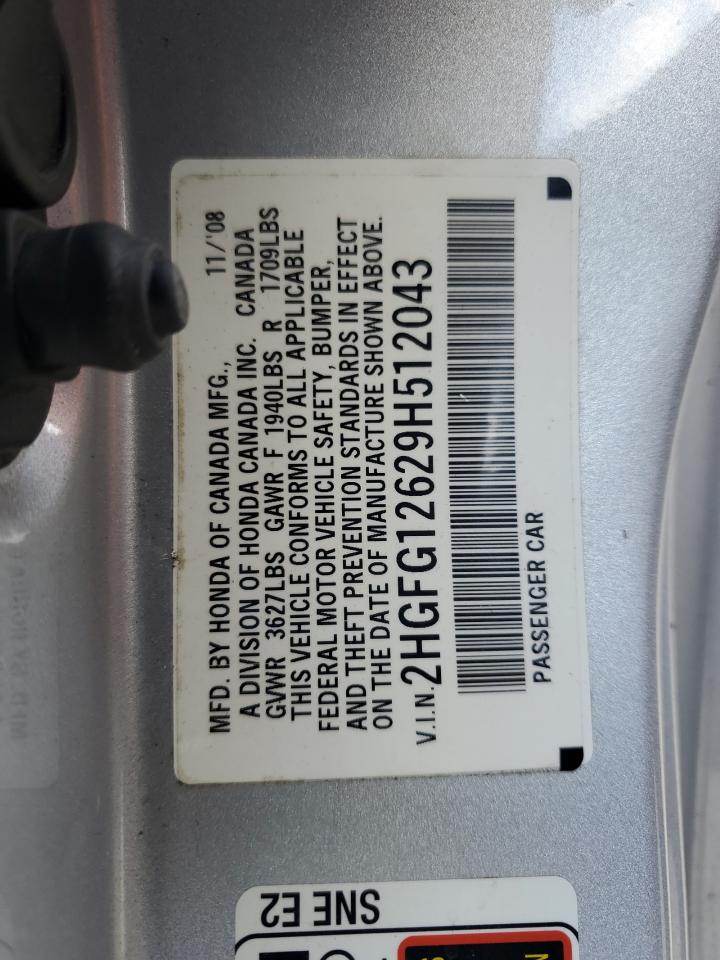 MFD. BY HONDA OF CANADA MFG., 11/'08
A DIVISION OF HONDA CANADA INC. CANADA
GVWR 3627LBS GAWR F 1940LBS R 1709LBS
THIS VEHICLE CONFORMS TO ALL APPLICABLE
FEDERAL MOTOR VEHICLE SAFETY, BUMPER,
AND THEFT PREVENTION STANDARDS IN EFFECT
ON THE DATE OF MANUFACTURE SHOWN ABOVE.
V.I.N. 2HGFG12629H512043
PASSENGER CAR
SNE E2